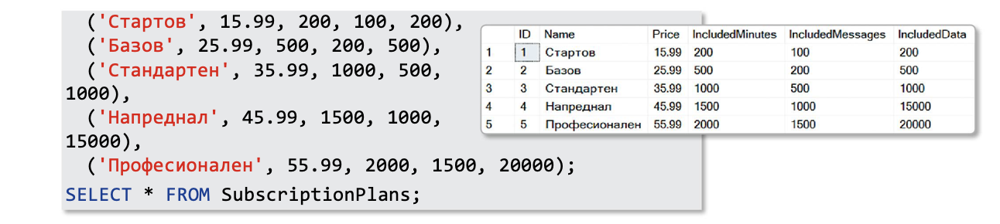 ('Стартов', 15.99, 200, 100, 200),
('Базов', 25.99, 500, 200, 500),
('Стандартен', 35.99, 1000, 500,
1000),
('Напреднал', 45.99, 1500, 1000,
15000),
('Професионален', 55.99, 2000, 1500, 20000);
SELECT * FROM SubscriptionPlans;
ID Name Price IncludedMinutes IncludedMessages IncludedData
1 1 Стартов 15.99 200 100 200
2 2 Базов 25.99 500 200 500
3 3 Стандартен 35.99 1000 500 1000
4 4 Напреднал 45.99 1500 1000 15000
5 5 Професионален 55.99 2000 1500 20000